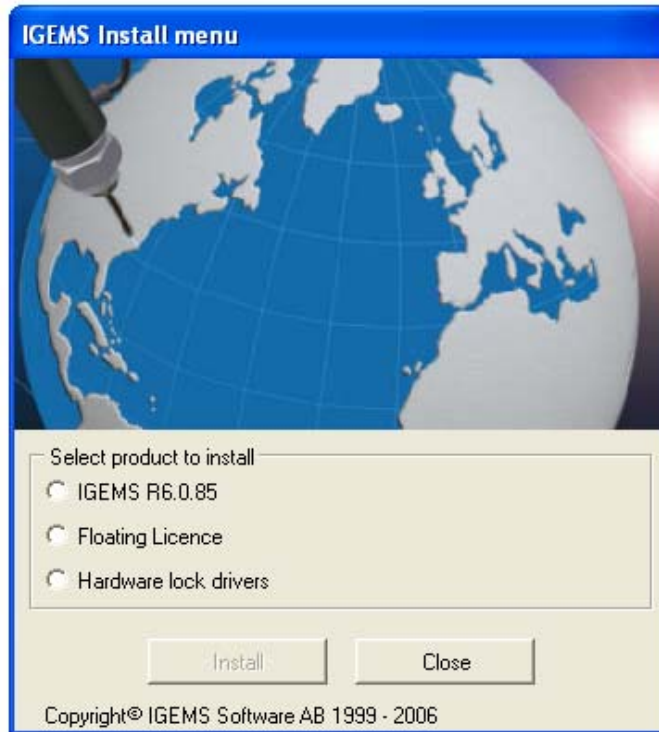 IGEMS Install menu
Select product to install
IGEMS R6.0.85
Floating Licence
Hardware lock drivers
Install
Close
Copyright© IGEMS Software AB 1999 - 2006